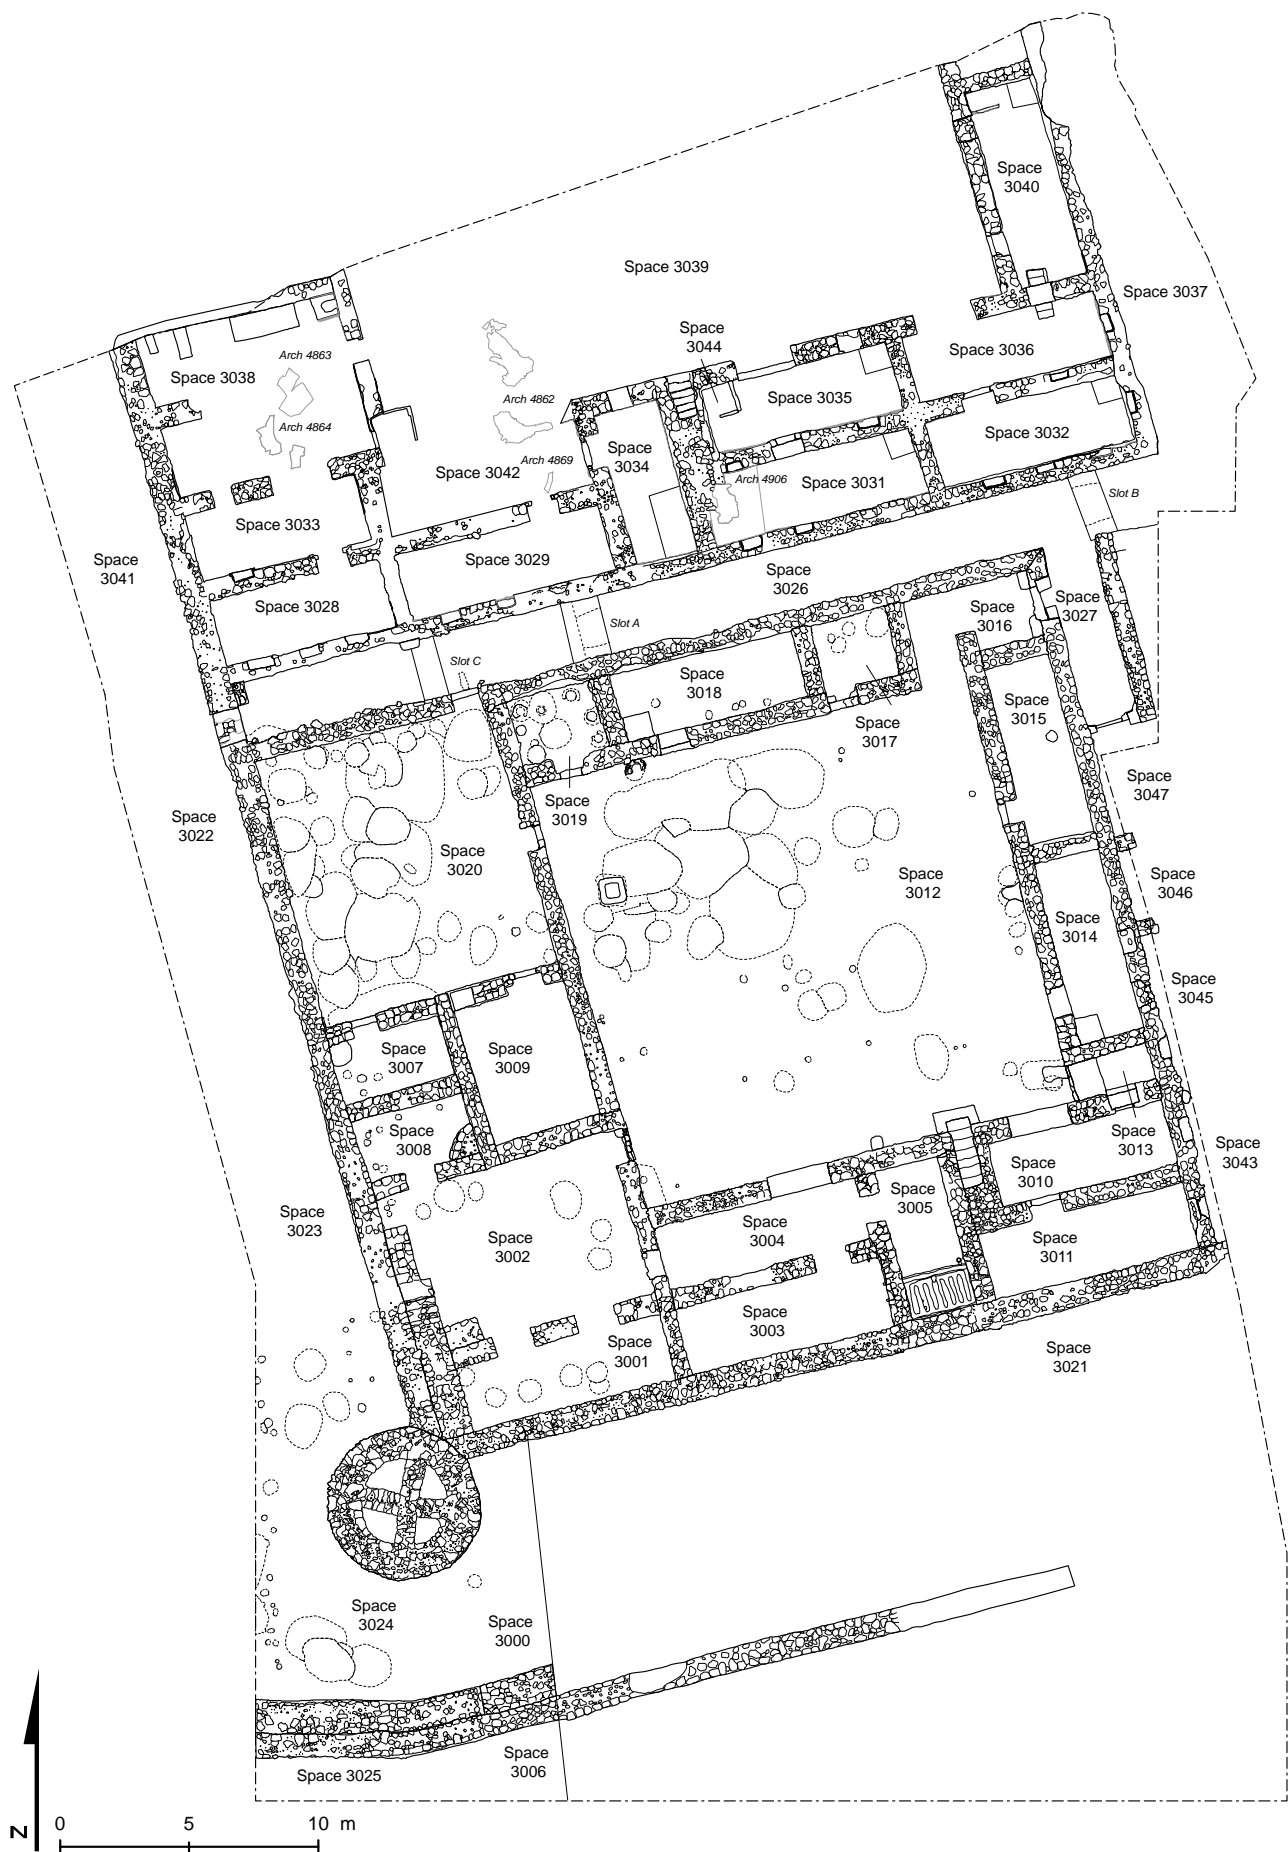 Space
3040
Space 3039
Space 3037
Space
3044
Space 3036
Arch 4863
Space 3038
Arch 4862
Space 3035
Arch 4864
Space 3032
Space
3034
Space 3042
Arch 4869
Arch 4906
Space 3031
Slot B
Space 3033
Space
3041
Space 3029
Space
3026
Space 3028
Space
3027
Space
3016
Slot A
Slot C
Space
3018
Space
3015
Space
3017
Space
3047
Space
3019
Space
3022
Space
3020
Space
3012
Space
3046
Space
3014
Space
3045
Space
3007
Space
3009
Space
3008
Space
3013
Space
3043
Space
3010
Space
3005
Space
3023
Space
3004
Space
3002
Space
3011
Space
3003
Space
3001
Space
3021
Space
3024
Space
3000
Space
3006
Space 3025
N
0 5 10 m